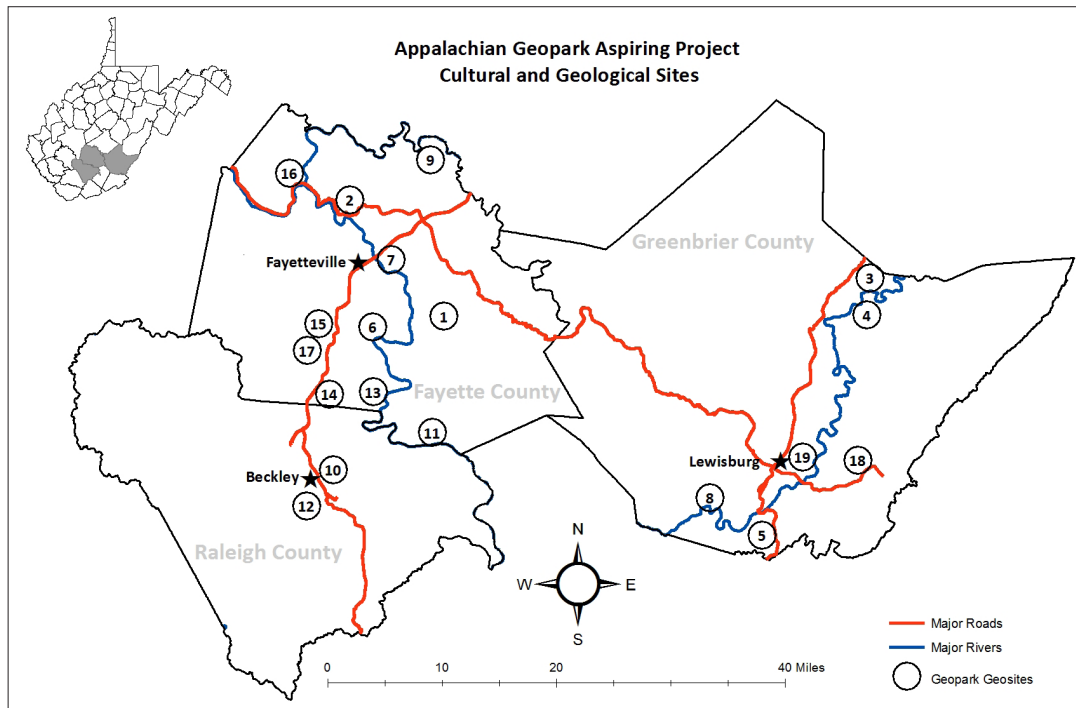 Appalachian Geopark Aspiring Project
Cultural and Geological Sites
9
16
2
Greenbrier County
Fayetteville
7
3
1
4
15
6
17
14
13
Fayette County
11
Lewisburg
19
18
10
Beckley
8
12
5
Raleigh County
N
W
E
S
Major Roads
Major Rivers
Geopark Geosites
0 10 20 40 Miles